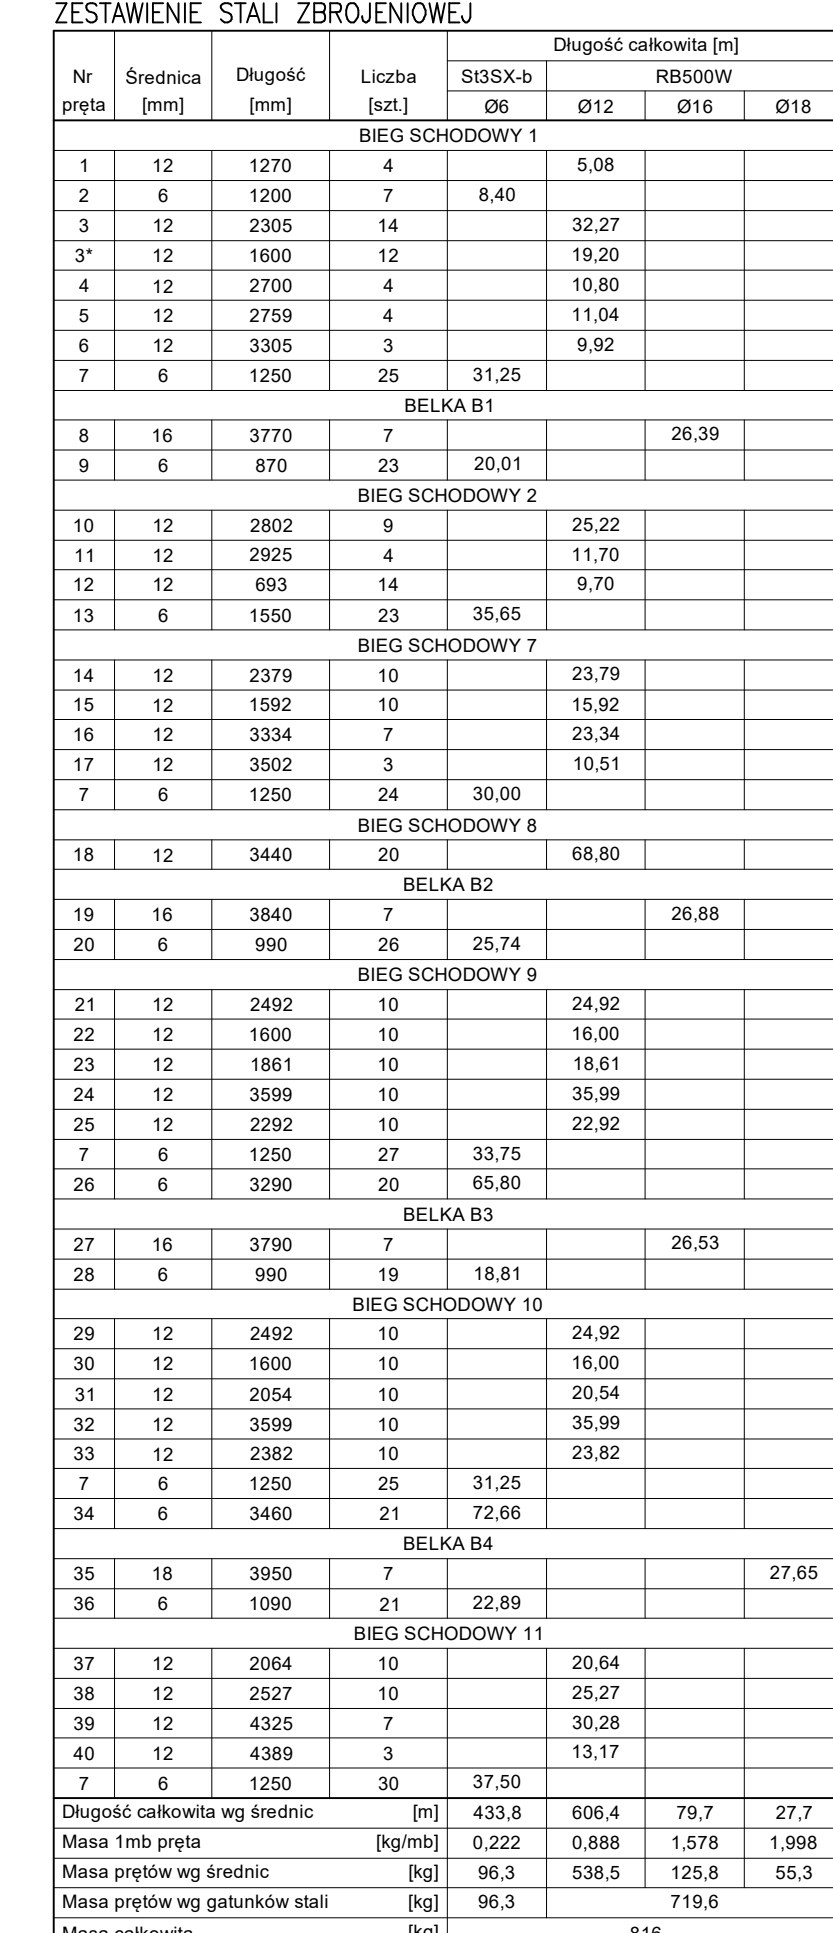 ZESTAWIENIE STALI ZBROJENIOWEJ
Nr pręta Średnica [mm] Długość [mm] Liczba [szt.] Długość całkowita [m]
St3SX-b RB500W
Ø6 Ø12 Ø16 Ø18
BIEG SCHODOWY 1
1 12 1270 4 5,08
2 6 1200 7 8,40
3 12 2305 14 32,27
3* 12 1600 12 19,20
4 12 2700 4 10,80
5 12 2759 4 11,04
6 12 3305 3 9,92
7 6 1250 25 31,25
BELKA B1
8 16 3770 7 26,39
9 6 870 23 20,01
BIEG SCHODOWY 2
10 12 2802 9 25,22
11 12 2925 4 11,70
12 12 693 14 9,70
13 6 1550 23 35,65
BIEG SCHODOWY 7
14 12 2379 10 23,79
15 12 1592 10 15,92
16 12 3334 7 23,34
17 12 3502 3 10,51
7 6 1250 24 30,00
BIEG SCHODOWY 8
18 12 3440 20 68,80
BELKA B2
19 16 3840 7 26,88
20 6 990 26 25,74
BIEG SCHODOWY 9
21 12 2492 10 24,92
22 12 1600 10 16,00
23 12 1861 10 18,61
24 12 3599 10 35,99
25 12 2292 10 22,92
7 6 1250 27 33,75
26 6 3290 20 65,80
BELKA B3
27 16 3790 7 26,53
28 6 990 19 18,81
BIEG SCHODOWY 10
29 12 2492 10 24,92
30 12 1600 10 16,00
31 12 2054 10 20,54
32 12 3599 10 35,99
33 12 2382 10 23,82
7 6 1250 25 31,25
34 6 3460 21 72,66
BELKA B4
35 18 3950 7 27,65
36 6 1090 21 22,89
BIEG SCHODOWY 11
37 12 2064 10 20,64
38 12 2527 10 25,27
39 12 4325 7 30,28
40 12 4389 3 13,17
7 6 1250 30 37,50
Długość całkowita wg średnic [m] 433,8 606,4 79,7 27,7
Masa 1mb pręta [kg/mb] 0,222 0,888 1,578 1,998
Masa prętów wg średnic [kg] 96,3 538,5 125,8 55,3
Masa prętów wg gatunków stali [kg] 96,3 719,6
Masa całkowita [kg] 816